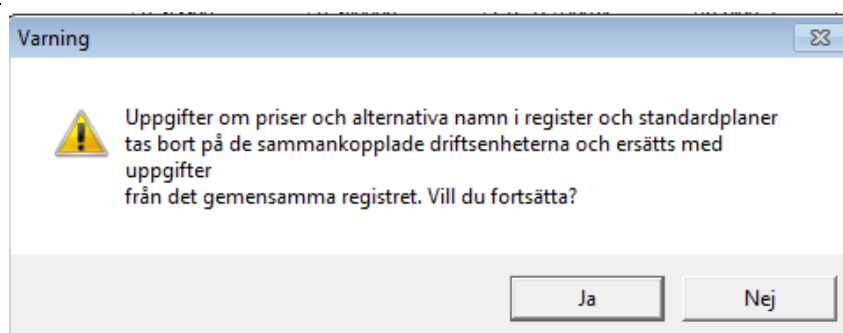 Varning
Uppgifter om priser och alternativa namn i register och standardplaner
tas bort på de sammankopplade driftsenheterna och ersätts med
uppgifter
från det gemensamma registret. Vill du fortsätta?
Ja
Nej